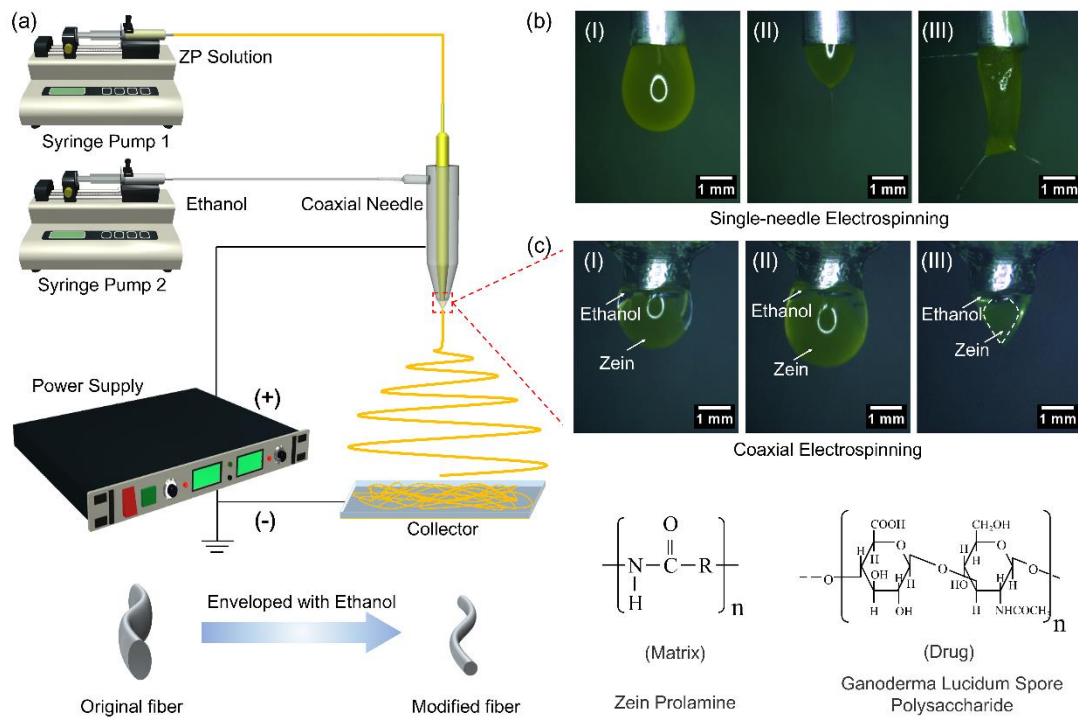 (a)
ZP Solution
Syringe Pump 1
Ethanol
Coaxial Needle
Syringe Pump 2
Power Supply
(+)
(-)
Collector
Enveloped with Ethanol
Original fiber
Modified fiber
(b)
(I)
(II)
(III)
1 mm
1 mm
1 mm
Single-needle Electrospinning
(c)
(I)
(II)
(III)
Ethanol
Ethanol
Ethanol
Zein
Zein
Zein
1 mm
1 mm
1 mm
Coaxial Electrospinning
O
N C R
H
n
(Matrix)
Zein Prolamine
COOH
CH2OH
H
O
H
O
H
H
O
OH
H
O
HO
H
H
O
H
OH
H
NHCOCH3
n
(Drug)
Ganoderma Lucidum Spore
Polysaccharide